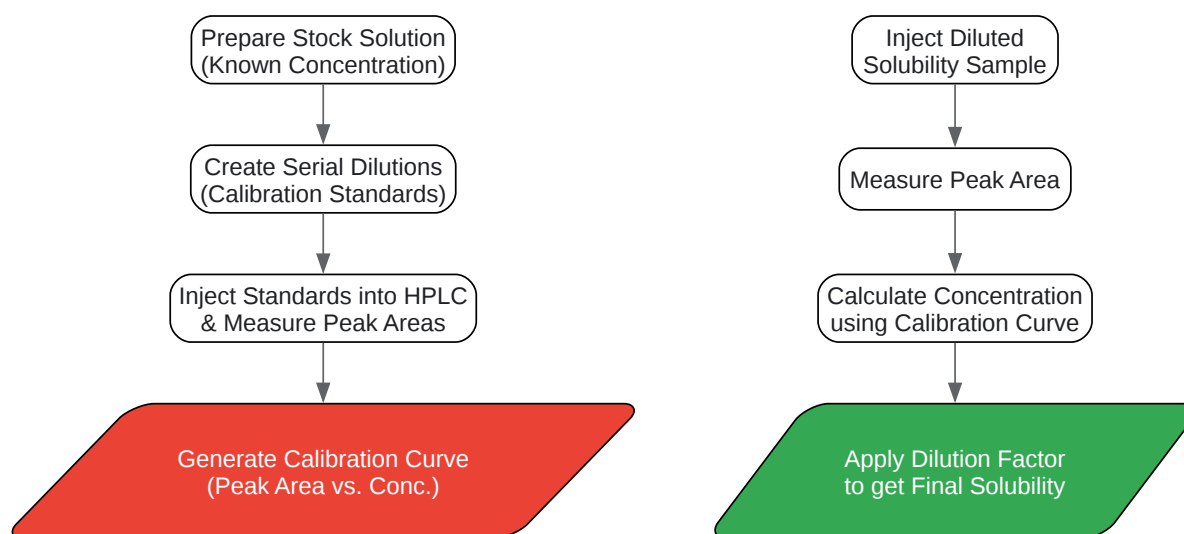 Prepare Stock Solution
(Known Concentration)
Create Serial Dilutions
(Calibration Standards)
Inject Standards into HPLC
& Measure Peak Areas
Generate Calibration Curve
(Peak Area vs. Conc.)
Inject Diluted
Solubility Sample
Measure Peak Area
Calculate Concentration
using Calibration Curve
Apply Dilution Factor
to get Final Solubility